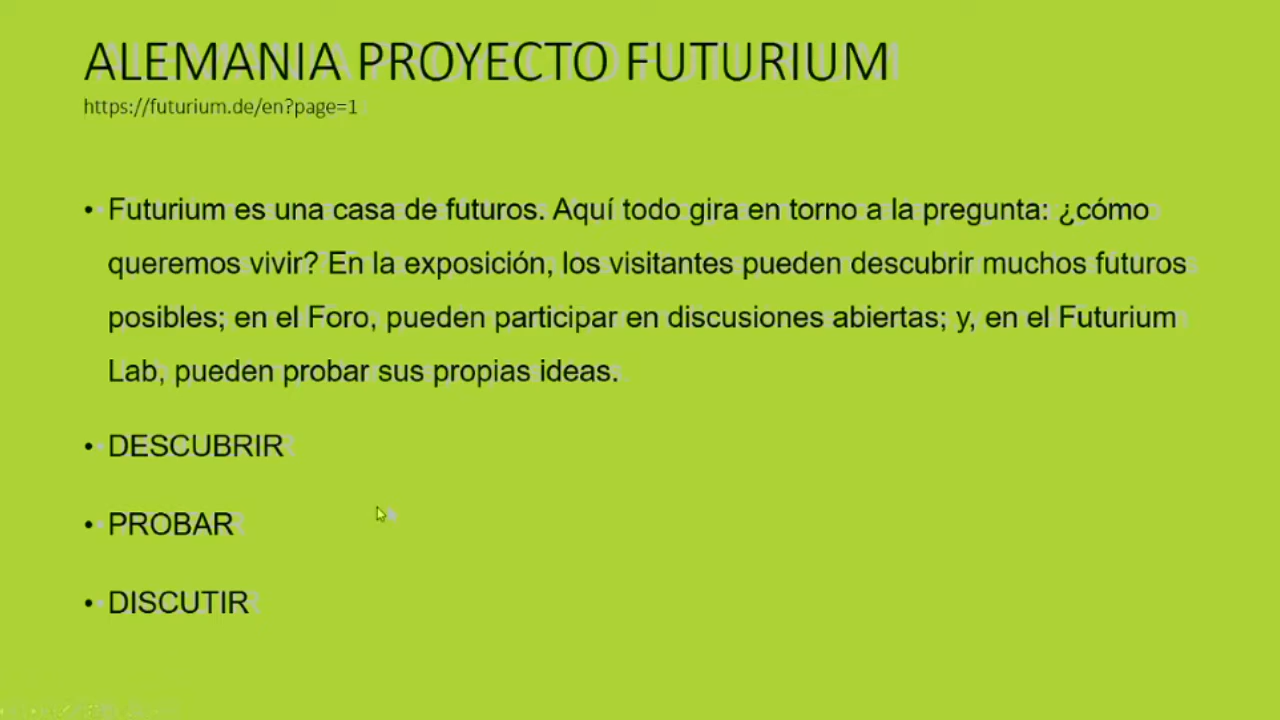 ALEMANIA PROYECTO FUTURIUM
https://futurium.de/en?page=1
• Futurium es una casa de futuros. Aquí todo gira en torno a la pregunta: ¿cómo
queremos vivir? En la exposición, los visitantes pueden descubrir muchos futuros
posibles; en el Foro, pueden participar en discusiones abiertas; y, en el Futurium
Lab, pueden probar sus propias ideas.
• DESCUBRIR
• PROBAR
• DISCUTIR